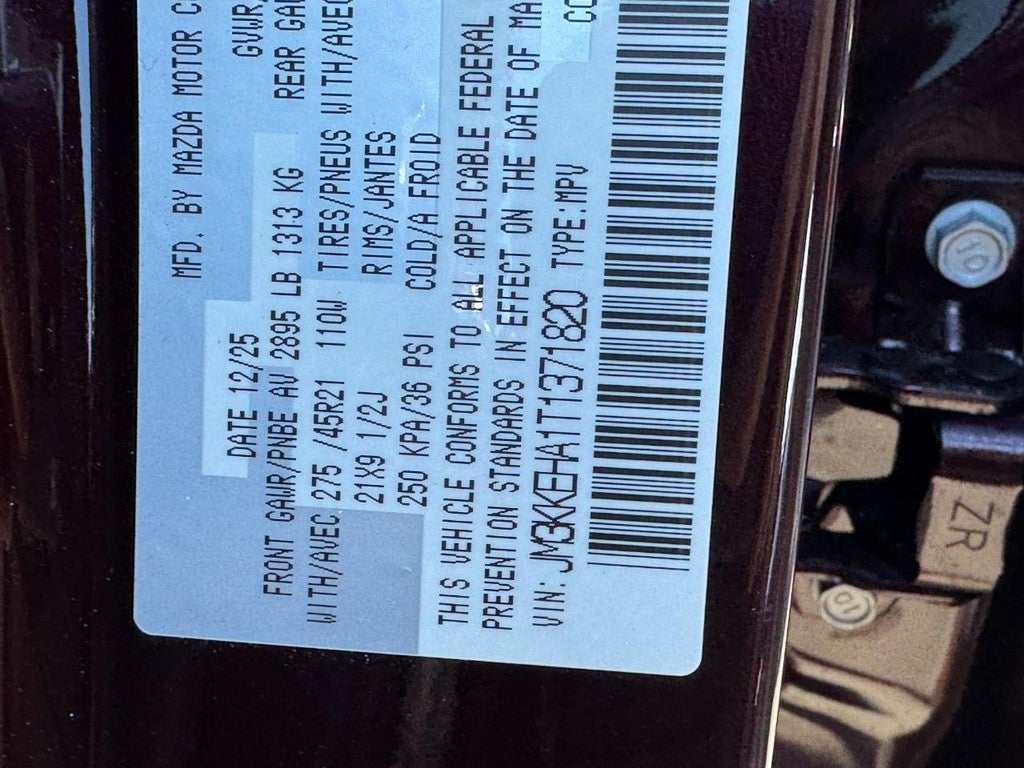 MFD. BY MAZDA MOTOR
DATE 12/25
GVWR
FRONT GAWR/PNBE AV 2895 LB 1313 KG
REAR
WITH/AVEC 275 /45R21 110W
TIRES/PNEUS WITH/AVEC
21X9 1/2J
RIMS/JANTES
250 KPA/36 PSI
COLD/A FROID
THIS VEHICLE CONFORMS TO ALL APPLICABLE FEDERAL
PREVENTION STANDARDS IN EFFECT ON THE DATE OF
VIN: JM3KKEHA1T1371820 TYPE:MPV
10
ZR